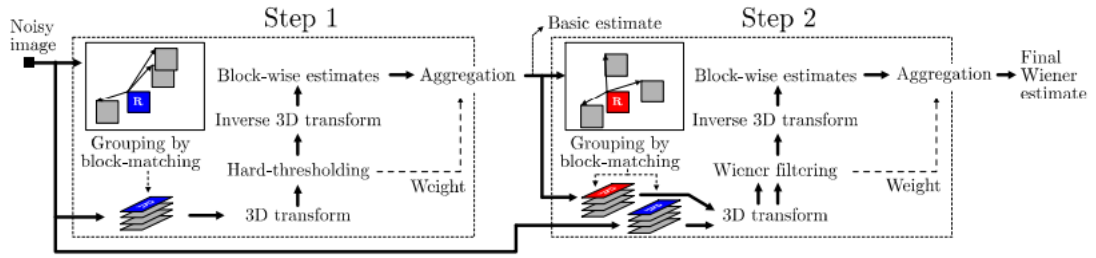 Step 1
Step 2
Noisy
image
Basic estimate
R
Block-wise estimates
Aggregation
Inverse 3D transform
Grouping by
block-matching
Hard-thresholding
Weight
3D transform
R
Block-wise estimates
Aggregation
Final
Wiener
estimate
Inverse 3D transform
Grouping by
block-matching
Wiener filtering
Weight
3D transform